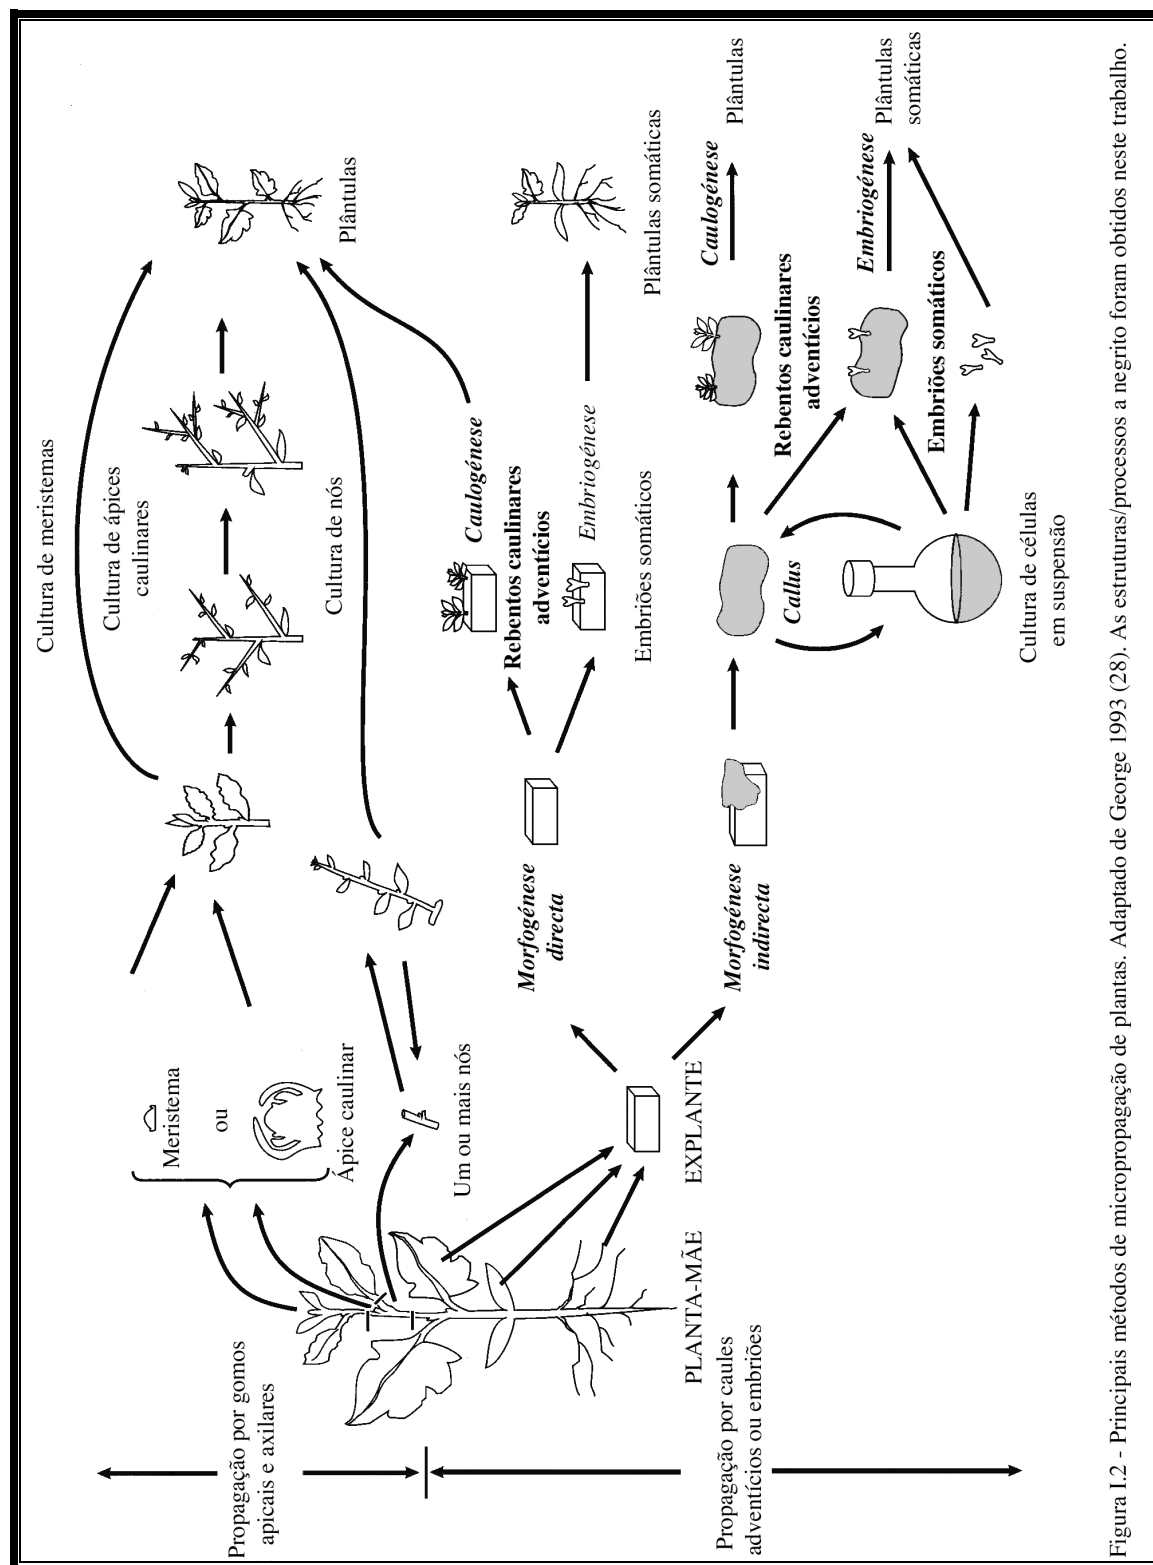 Propagação por gomos
apicais e axilares
Propagação por caules
adventícios ou embriões
PLANTA-MÃE
EXPLANTE
Meristema
ou
Ápice caulinar
Um ou mais nós
Cultura de meristemas
Cultura de ápices
caulinares
Cultura de nós
Plântulas
Morfogénese
directa
Caulogénese
Rebentos caulinares
adventícios
Embriogénese
Embriões somáticos
Plântulas somáticas
Morfogénese
indirecta
Callus
Cultura de células
em suspensão
Rebentos caulinares
adventícios
Caulogénese
Plântulas
Embriões somáticos
Embriogénese
Plântulas
somáticas
Figura I.2 - Principais métodos de micropropagação de plantas. Adaptado de George 1993 (28). As estruturas/processos a negrito foram obtidos neste trabalho.